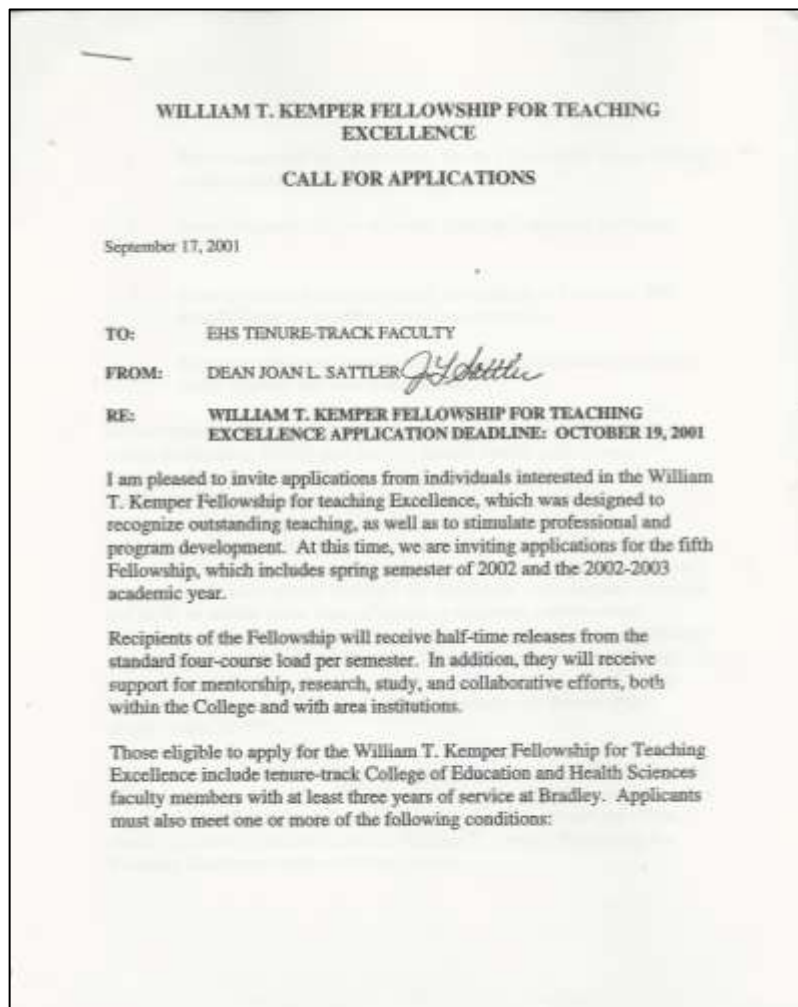 WILLIAM T. KEMPER FELLOWSHIP FOR TEACHING
EXCELLENCE
CALL FOR APPLICATIONS
September 17, 2001
TO: EHS TENURE-TRACK FACULTY
FROM: DEAN JOAN L. SATTLER J L Sattler
RE: WILLIAM T. KEMPER FELLOWSHIP FOR TEACHING
EXCELLENCE APPLICATION DEADLINE: OCTOBER 19, 2001
I am pleased to invite applications from individuals interested in the William
T. Kemper Fellowship for teaching Excellence, which was designed to
recognize outstanding teaching, as well as to stimulate professional and
program development. At this time, we are inviting applications for the fifth
Fellowship, which includes spring semester of 2002 and the 2002-2003
academic year.
Recipients of the Fellowship will receive half-time releases from the
standard four-course load per semester. In addition, they will receive
support for mentorship, research, study, and collaborative efforts, both
within the College and with area institutions.
Those eligible to apply for the William T. Kemper Fellowship for Teaching
Excellence include tenure-track College of Education and Health Sciences
faculty members with at least three years of service at Bradley. Applicants
must also meet one or more of the following conditions: